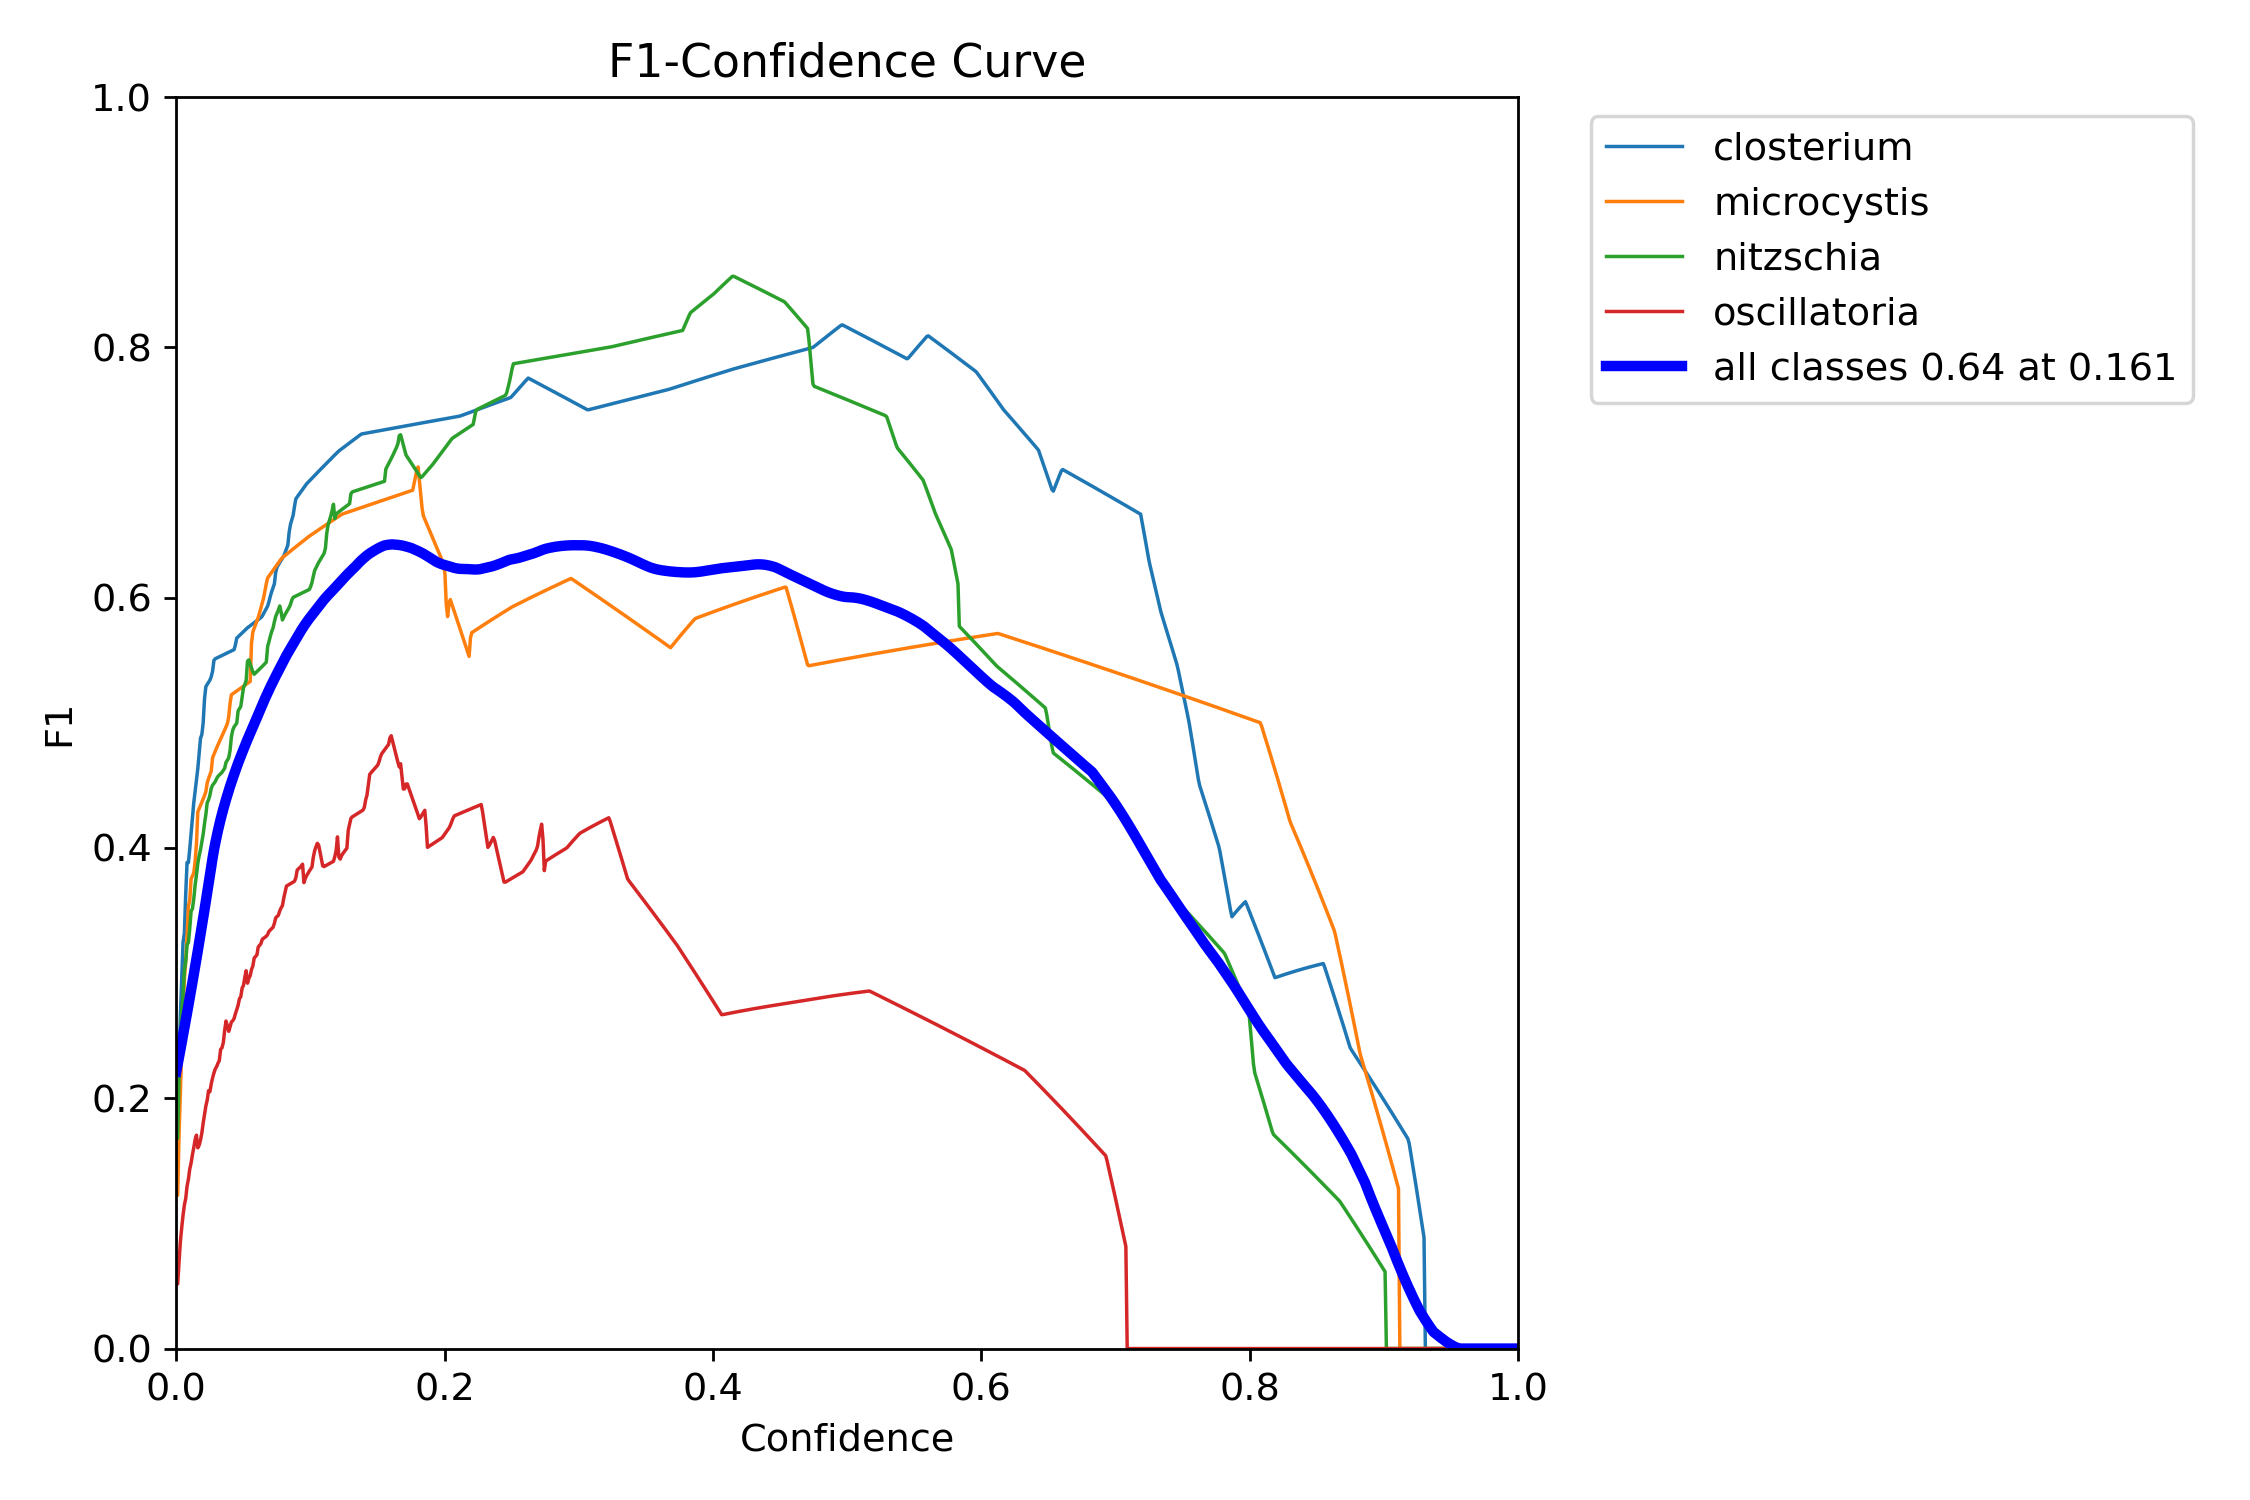 F1-Confidence Curve
1.0
0.8
0.6
0.4
0.2
0.0
F1
0.0 0.2 0.4 0.6 0.8 1.0
Confidence
closterium
microcystis
nitzschia
oscillatoria
all classes 0.64 at 0.161